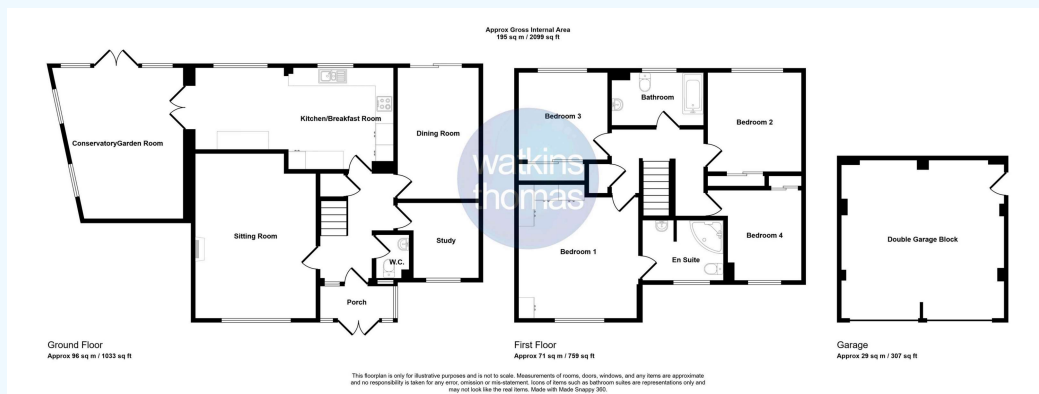 Approx Gross Internal Area
195 sq m / 2099 sq ft
Conservatory/Garden Room
Kitchen/Breakfast Room
Dining Room
Sitting Room
Study
W.C.
Porch
Bedroom 3
Bathroom
Bedroom 2
Bedroom 1
En Suite
Bedroom 4
Double Garage Block
watkins
thomas
Ground Floor
Approx 96 sq m / 1033 sq ft
First Floor
Approx 71 sq m / 759 sq ft
Garage
Approx 29 sq m / 307 sq ft
This floorplan is only for illustrative purposes and is not to scale. Measurements of rooms, doors, windows, and any items are approximate
and no responsibility is taken for any error, omission or mis-statement. Icons of items such as bathroom suites are representations only and
may not look like the real items. Made with Made Snappy 360.